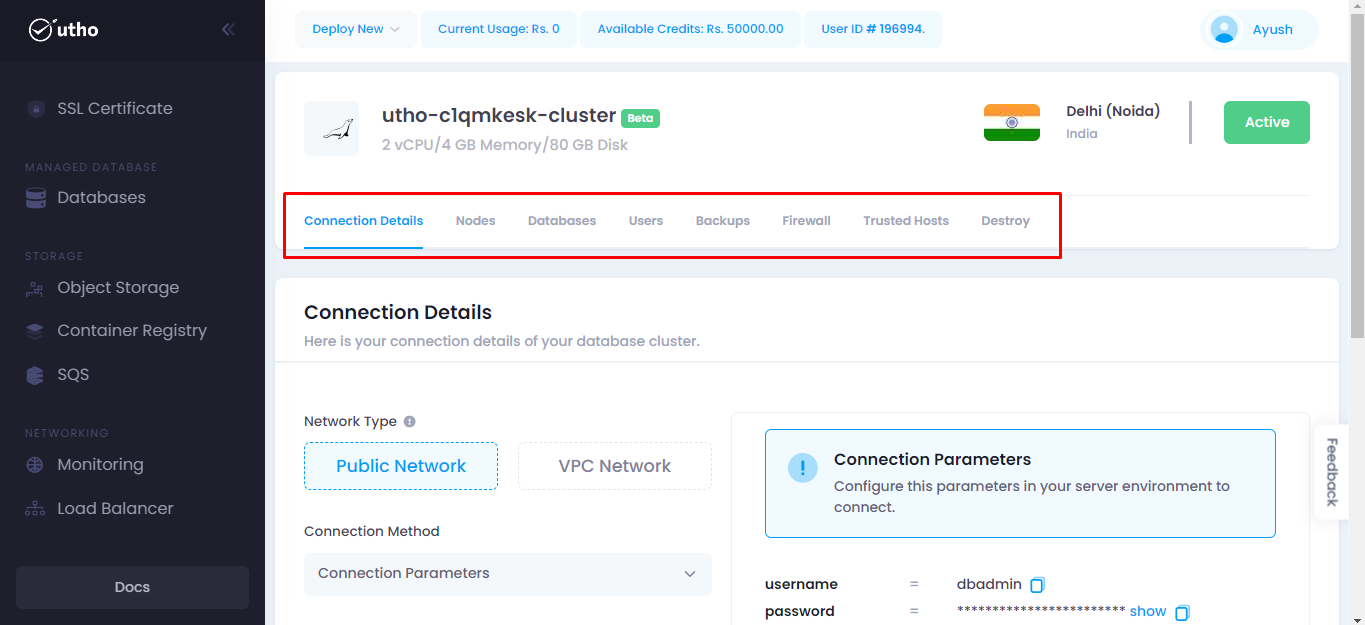 utho
Deploy New
Current Usage: Rs. 0
Available Credits: Rs. 50000.00
User ID # 196994.
Ayush
SSL Certificate
MANAGED DATABASE
Databases
STORAGE
Object Storage
Container Registry
SQS
NETWORKING
Monitoring
Load Balancer
Docs
utho-c1qmkesk-cluster Beta
2 vCPU/4 GB Memory/80 GB Disk
Delhi (Noida)
India
Active
Connection Details
Nodes
Databases
Users
Backups
Firewall
Trusted Hosts
Destroy
Connection Details
Here is your connection details of your database cluster.
Network Type
Public Network
VPC Network
Connection Method
Connection Parameters
Connection Parameters
Configure this parameters in your server environment to
connect.
username = dbadmin
password = ************************ show
Feedback